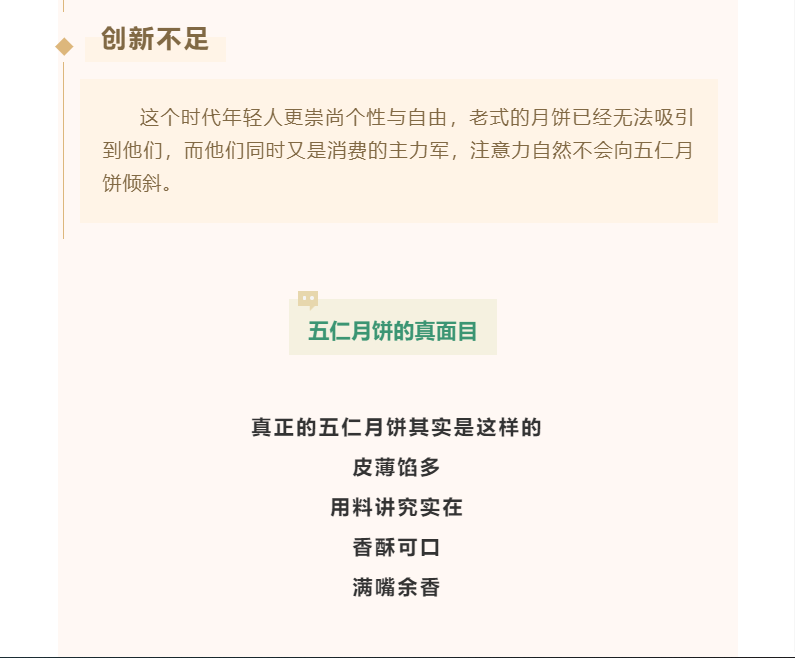 创新不足
这个时代年轻人更崇尚个性与自由，老式的月饼已经无法吸引
到他们，而他们同时又是消费的主力军，注意力自然不会向五仁月
饼倾斜。
五仁月饼的真面目
真正的五仁月饼其实是这样的
皮薄馅多
用料讲究实在
香酥可口
满嘴余香